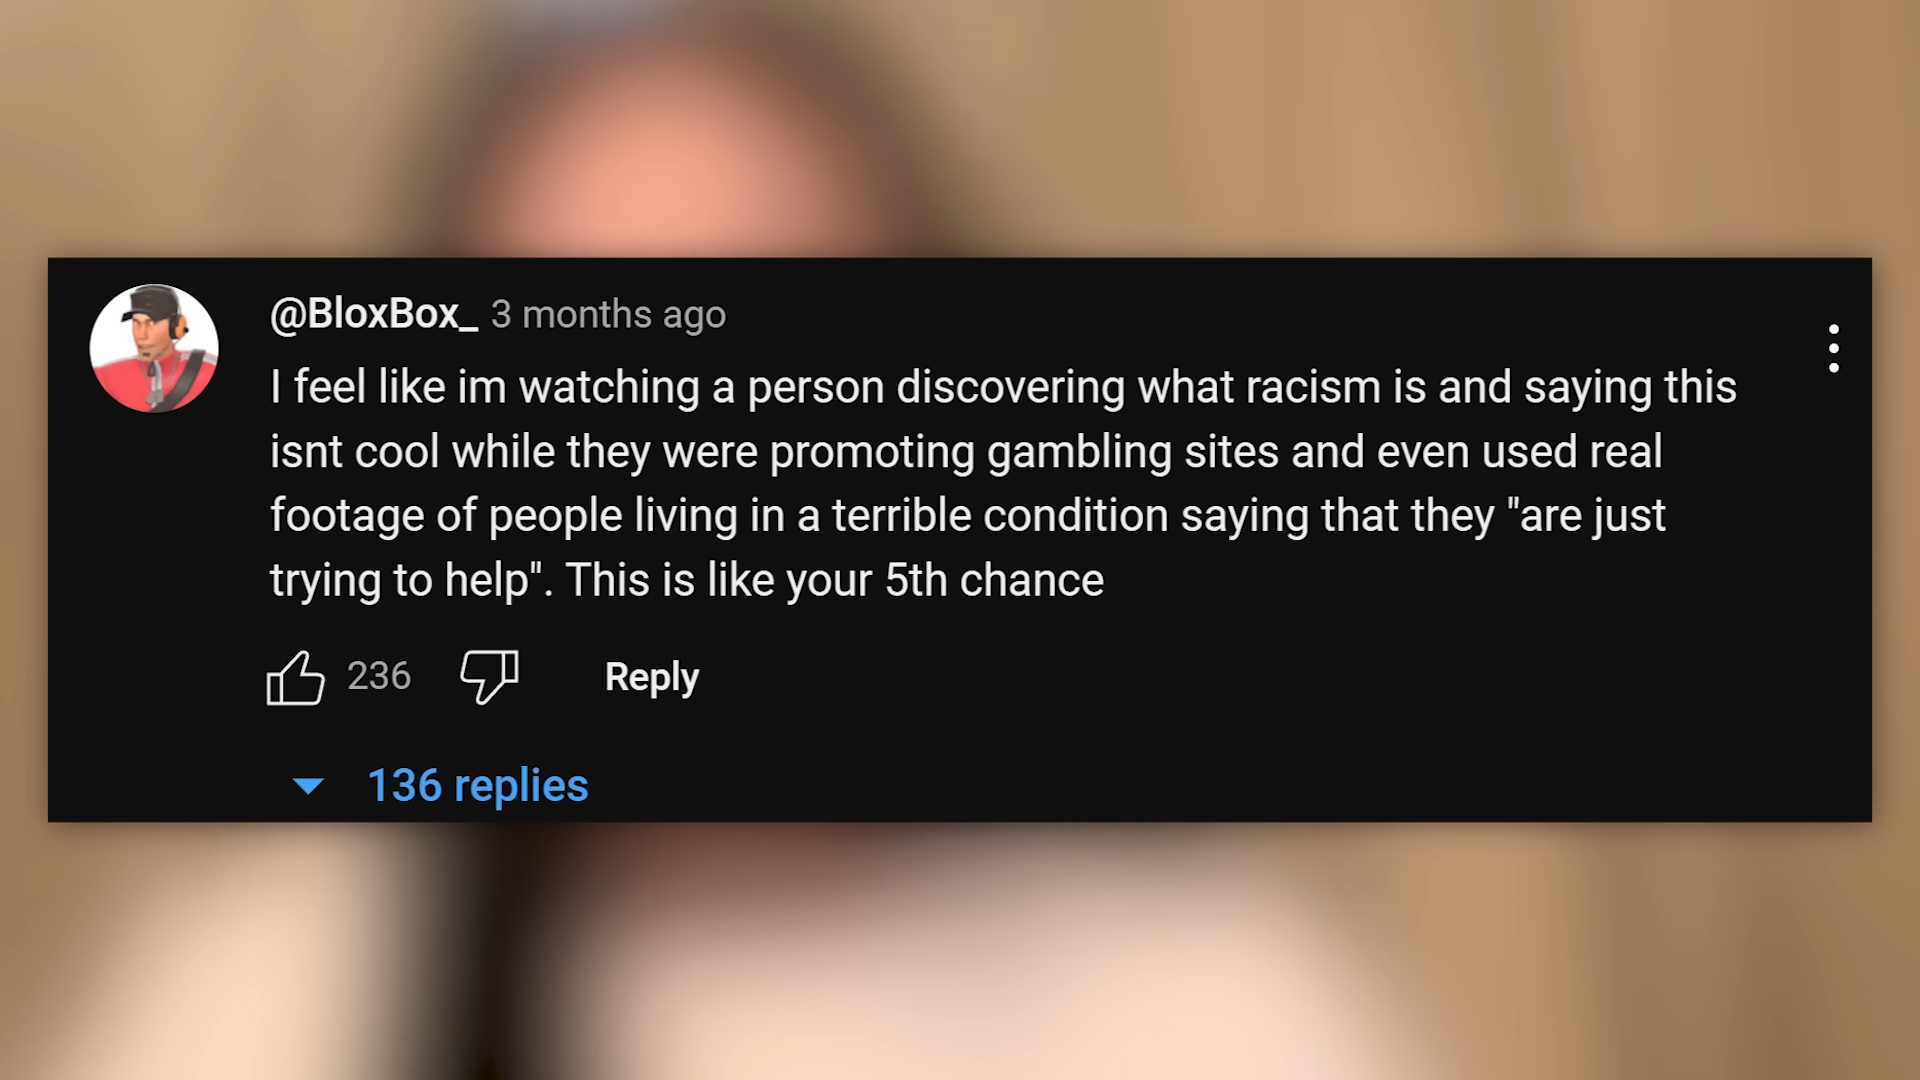 @BloxBox_ 3 months ago
I feel like im watching a person discovering what racism is and saying this
isnt cool while they were promoting gambling sites and even used real
footage of people living in a terrible condition saying that they "are just
trying to help". This is like your 5th chance
236 Reply
136 replies